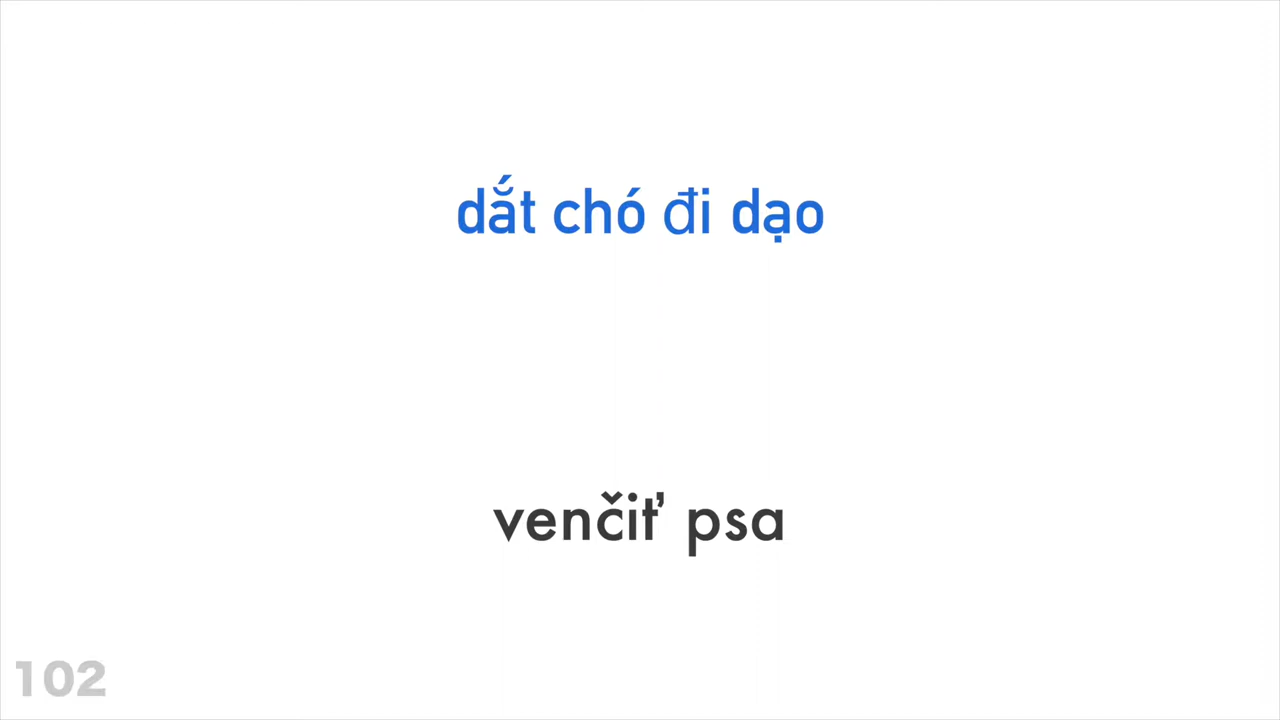 dắt chó đi dạo
venčiť psa
102